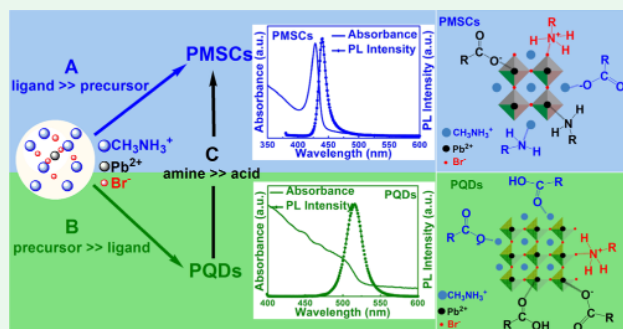 PMSCs
A
ligand >> precursor
CH₃NH₃⁺
Pb²⁺
Br⁻
C
amine >> acid
B
precursor >> ligand
PQDs
Absorbance (a.u.)
Absorbance
PL Intensity
PL Intensity (a.u.)
350 400 450 500 550 600
Wavelength (nm)
Absorbance (a.u.)
Absorbance
PL Intensity
PQDs
PL Intensity (a.u.)
400 450 500 550 600
Wavelength (nm)
PMSCs
H H
N⁺
R H
O
R C
O⁻
O
⁻O C R
NH₂
R
H H
N
R
CH₃NH₃⁺
Pb²⁺
Br⁻
PQDs
O
HO C R
O
R C O⁻
R
N⁺
H H
H
O
C
R OH
O
O⁻
C
R
CH₃NH₃⁺
Pb²⁺
Br⁻